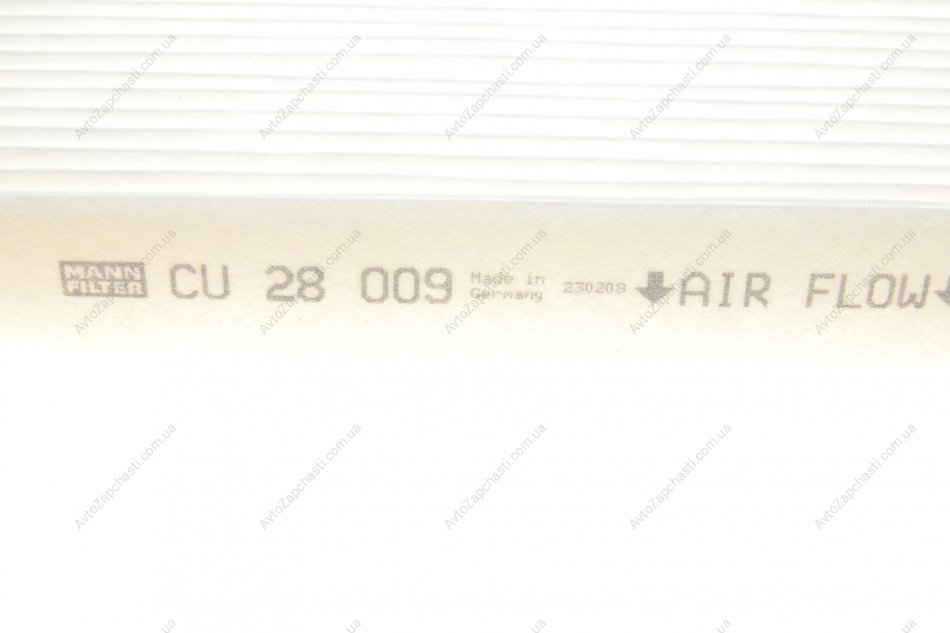 MANN
FILTER
CU 28 009
Made in
Germany
230208
AIR FLOW
AvtoZapchasti.com.ua